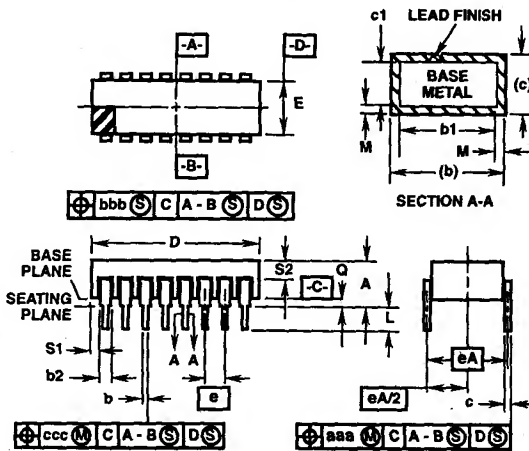 c1 LEAD FINISH
-A- -D-
E
BASE METAL
(c)
b1
M M
-B-
(b)
SECTION A-A
⌖ bbb Ⓢ C A - B Ⓢ D Ⓢ
D
BASE PLANE
S2 Q A
-C-
SEATING PLANE
L
S1
b2
A A
eA
b e
eA/2
c
⌖ ccc Ⓜ C A - B Ⓢ D Ⓢ
⌖ aaa Ⓜ C A - B Ⓢ D Ⓢ